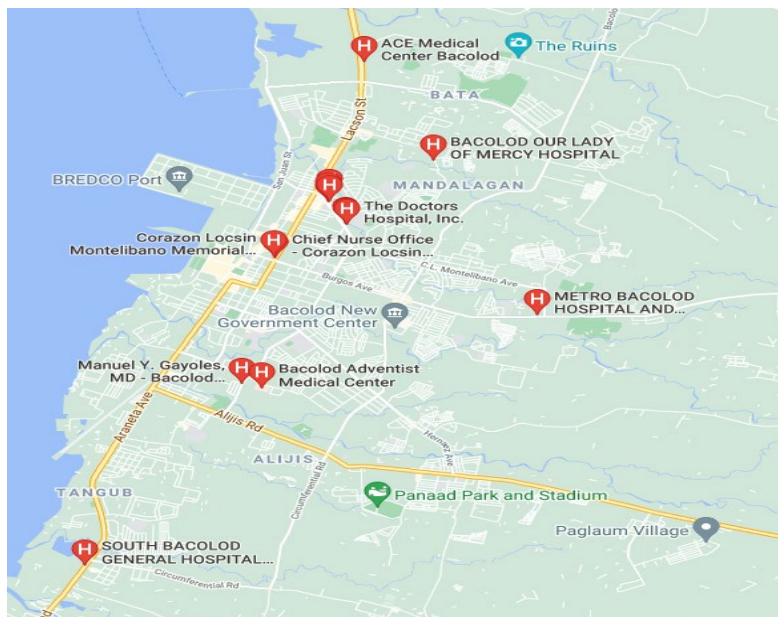 ACE Medical
Center Bacolod
The Ruins
BATA
Lacson St
BACOLOD OUR LADY
OF MERCY HOSPITAL
San Juan St
BREDCO Port
MANDALAGAN
The Doctors
Hospital, Inc.
Corazon Locsin
Montelibano Memorial...
Chief Nurse Office
- Corazon Locsin...
C.L. Montelibano Ave
Burgos Ave
METRO BACOLOD
HOSPITAL AND...
Bacolod New
Government Center
Manuel Y. Gayoles,
MD - Bacolod...
Bacolod Adventist
Medical Center
Araneta Ave
Alijis Rd
Hernaez Ave
ALIJIS
Circumferential Rd
TANGUB
Panaad Park and Stadium
Paglaum Village
SOUTH BACOLOD
GENERAL HOSPITAL...
Circumferential Rd